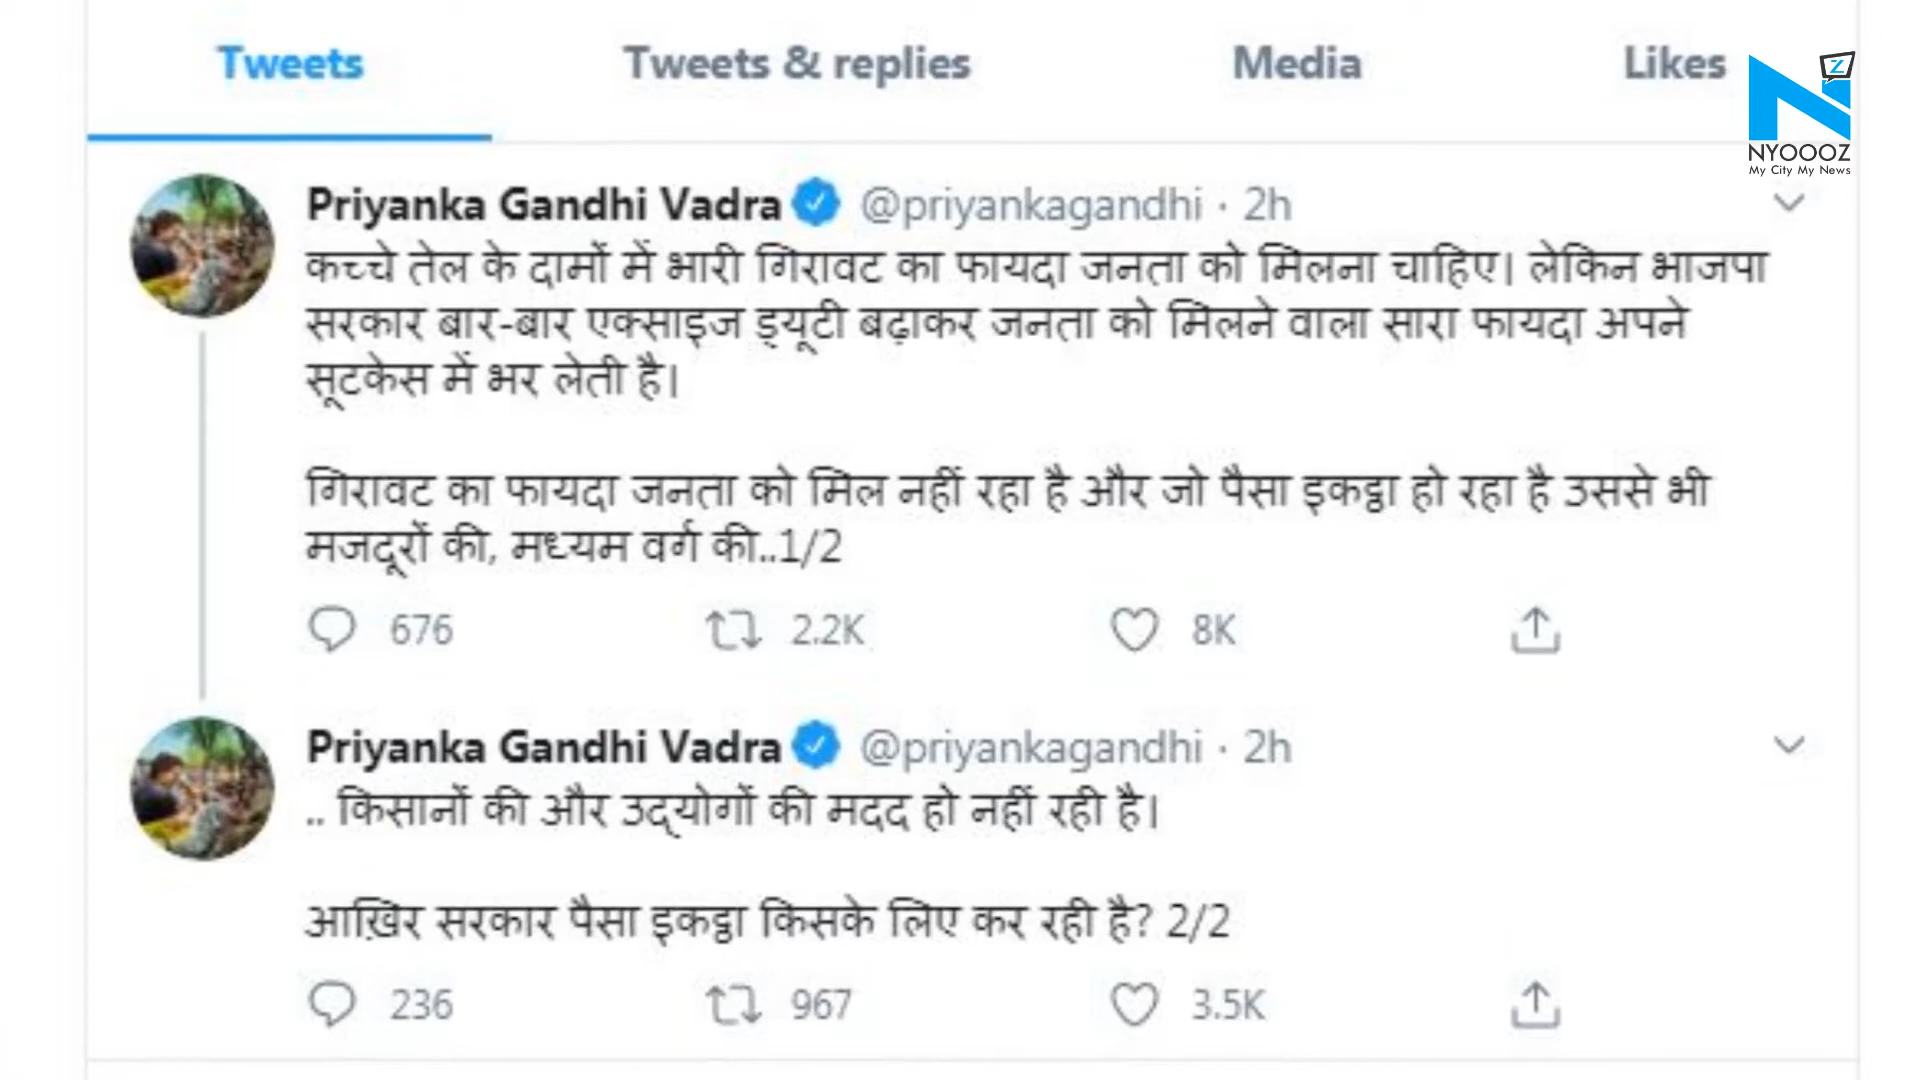 Tweets Tweets & replies Media Likes
NYOOOZ
My City My News
Priyanka Gandhi Vadra @priyankagandhi · 2h
कच्चे तेल के दामों में भारी गिरावट का फायदा जनता को मिलना चाहिए। लेकिन भाजपा
सरकार बार-बार एक्साइज ड्यूटी बढ़ाकर जनता को मिलने वाला सारा फायदा अपने
सूटकेस में भर लेती है।
गिरावट का फायदा जनता को मिल नहीं रहा है और जो पैसा इकट्ठा हो रहा है उससे भी
मजदूरों की, मध्यम वर्ग की..1/2
676 2.2K 8K
Priyanka Gandhi Vadra @priyankagandhi · 2h
.. किसानों की और उद्योगों की मदद हो नहीं रही है।
आख़िर सरकार पैसा इकट्ठा किसके लिए कर रही है? 2/2
236 967 3.5K